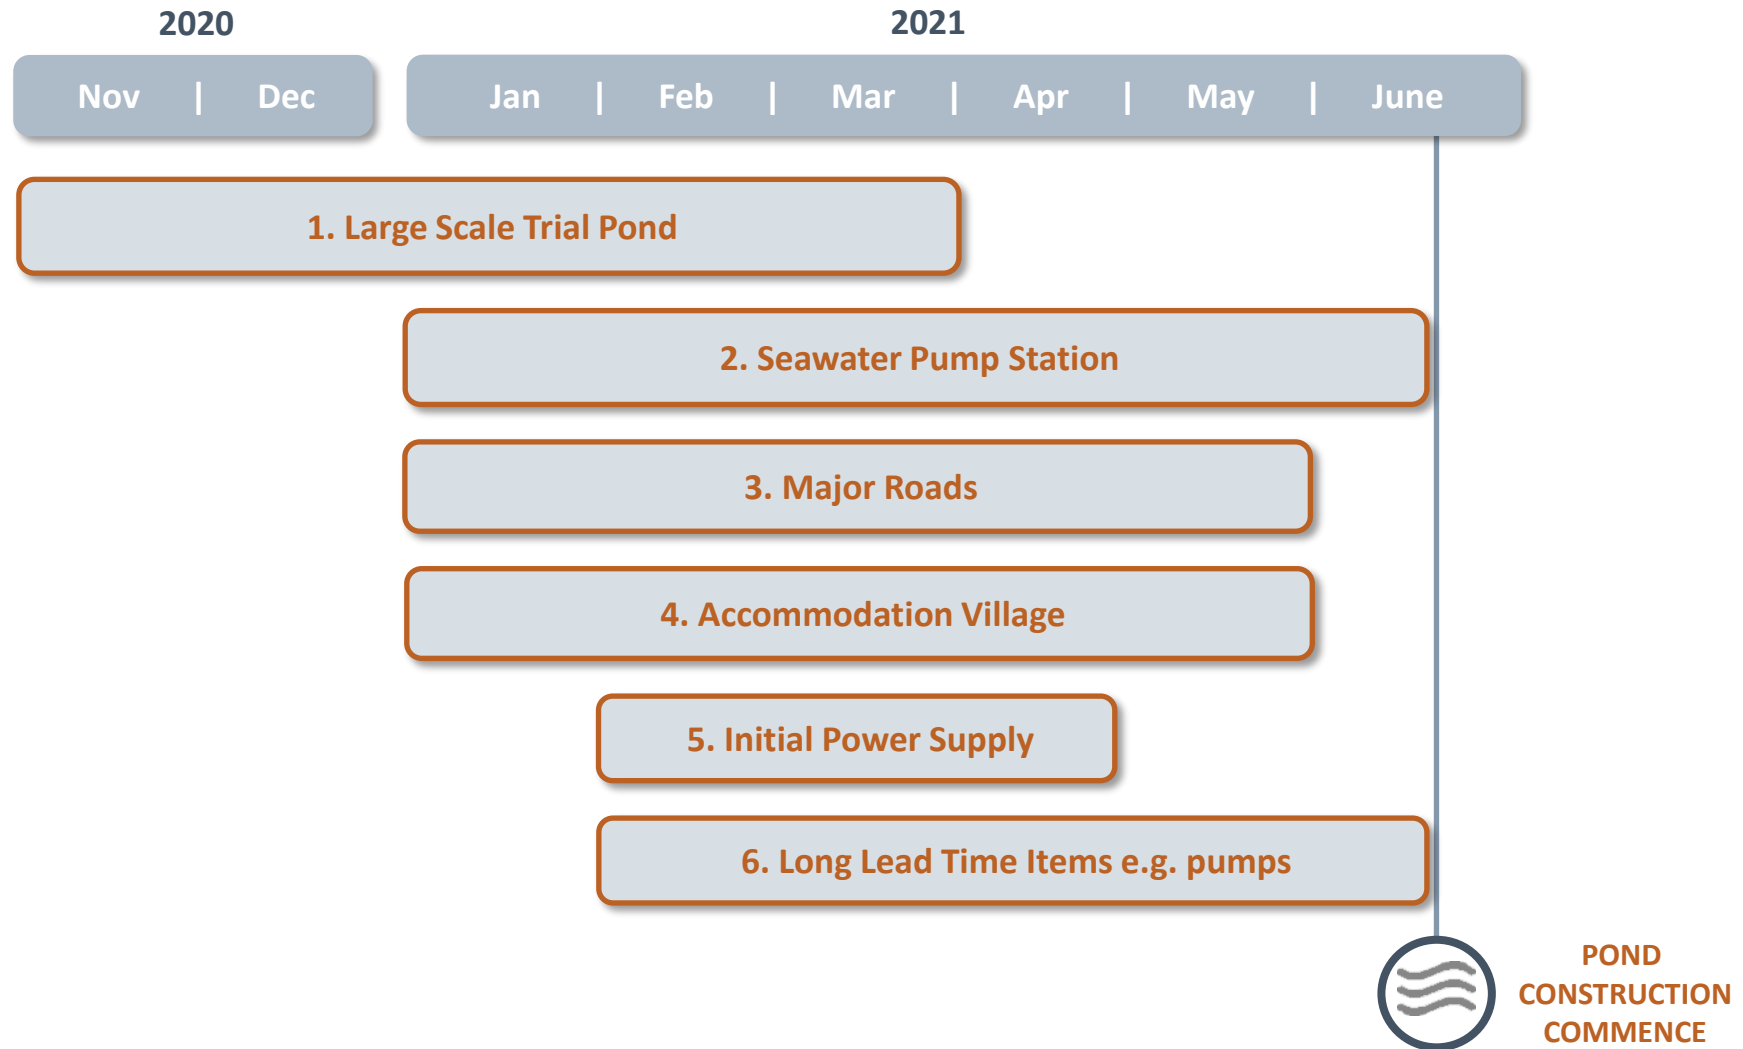 2020 2021
Nov | Dec Jan | Feb | Mar | Apr | May | June
1. Large Scale Trial Pond
2. Seawater Pump Station
3. Major Roads
4. Accommodation Village
5. Initial Power Supply
6. Long Lead Time Items e.g. pumps
POND
CONSTRUCTION
COMMENCE